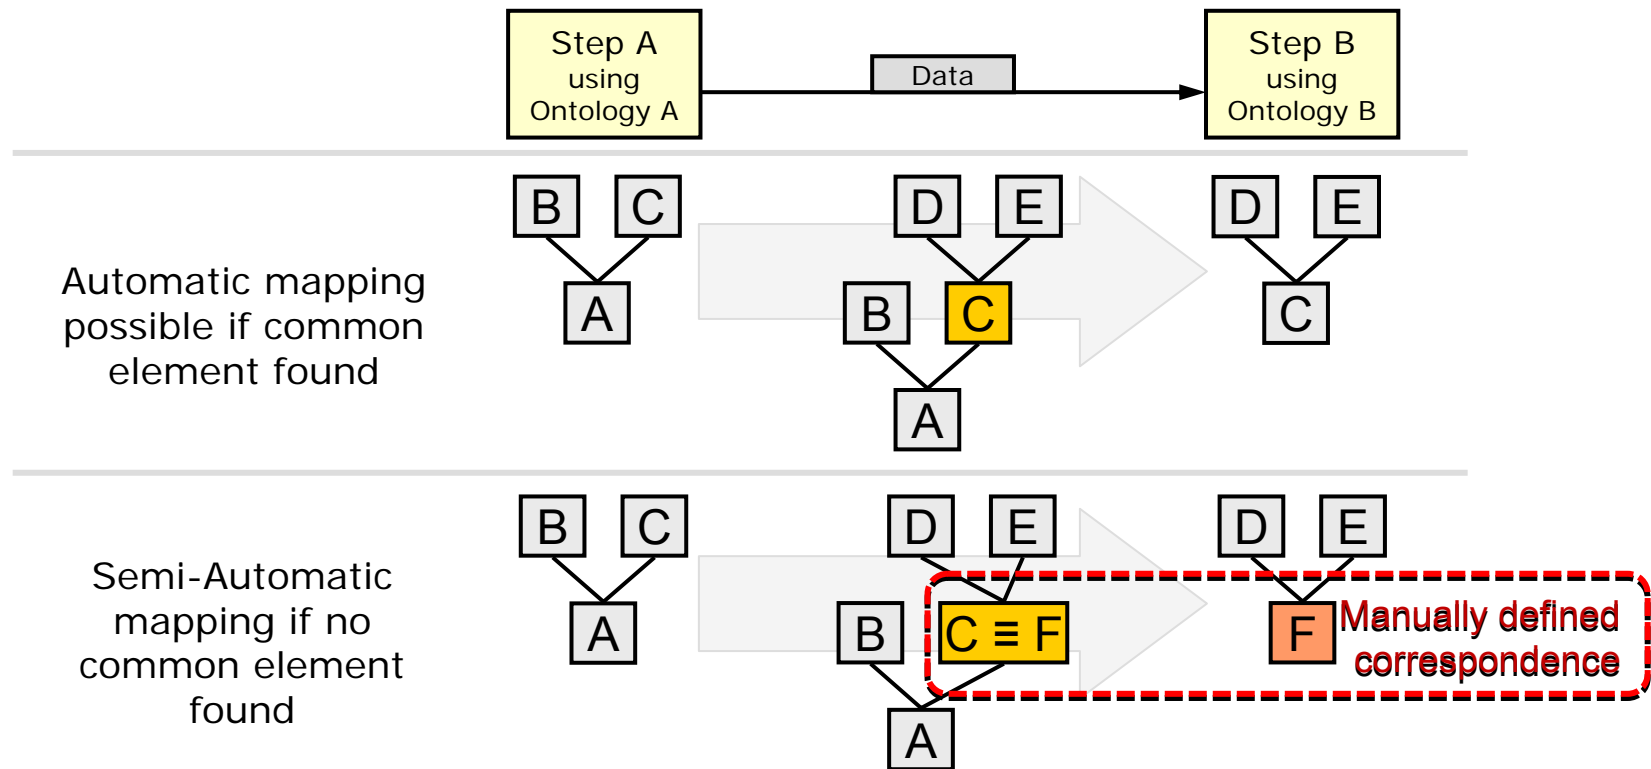 Step A
using
Ontology A
Data
Step B
using
Ontology B
Automatic mapping
possible if common
element found
B C
A
D E
B C
A
D E
C
Semi-Automatic
mapping if no
common element
found
B C
A
D E
B C ≡ F
A
D E
F
Manually defined
correspondence